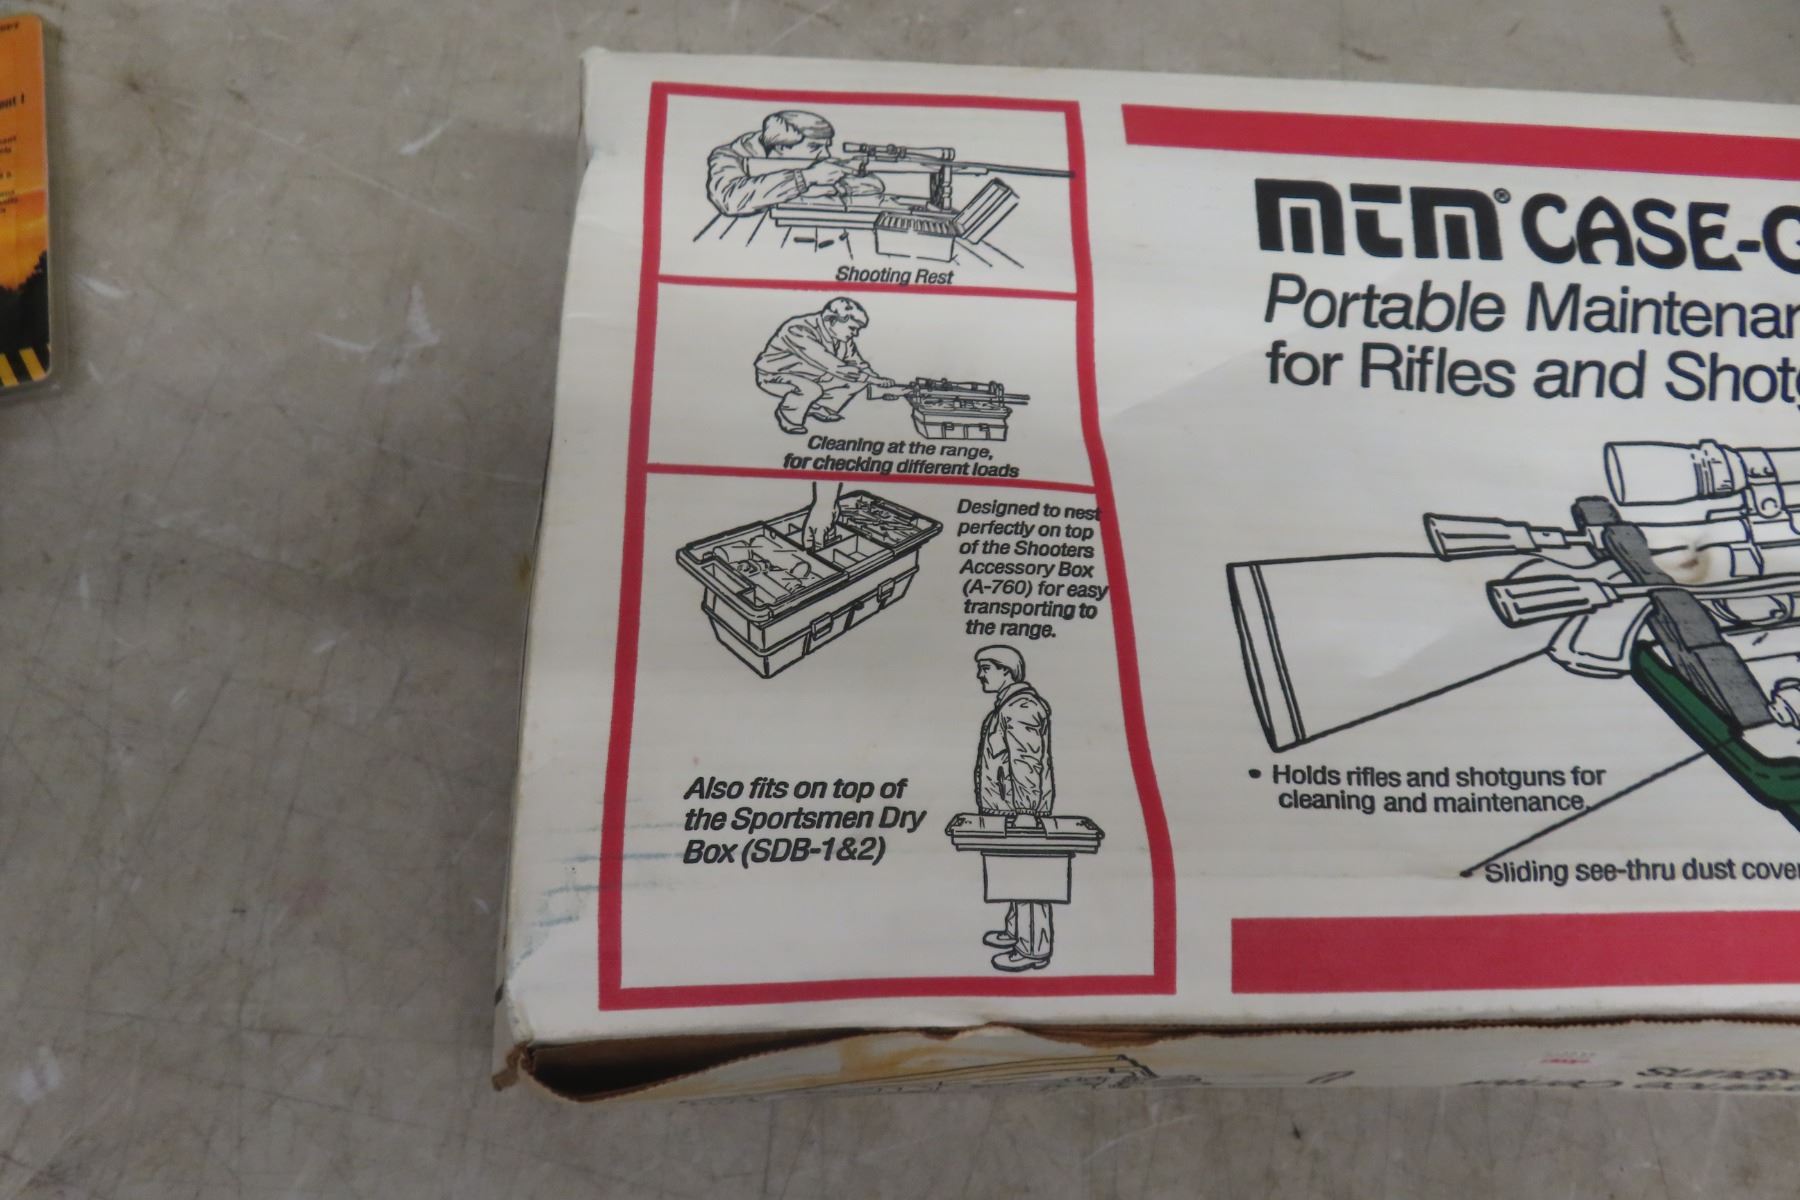 Shooting Rest
Cleaning at the range,
for checking different loads
Designed to nest
perfectly on top
of the Shooters
Accessory Box
(A-760) for easy
transporting to
the range.
Also fits on top of
the Sportsmen Dry
Box (SDB-1&2)
MTM® CASE-G
Portable Maintenan
for Rifles and Shotg
• Holds rifles and shotguns for
cleaning and maintenance.
Sliding see-thru dust cover